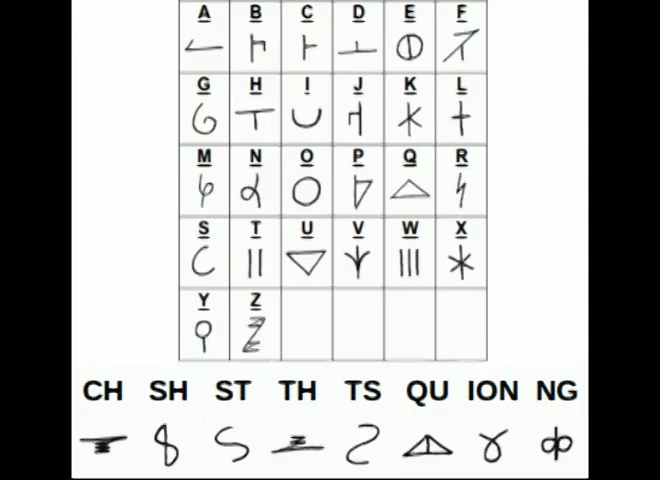 A B C D E F
G H I J K L
M N O P Q R
S T U V W X
Y Z
CH SH ST TH TS QU ION NG